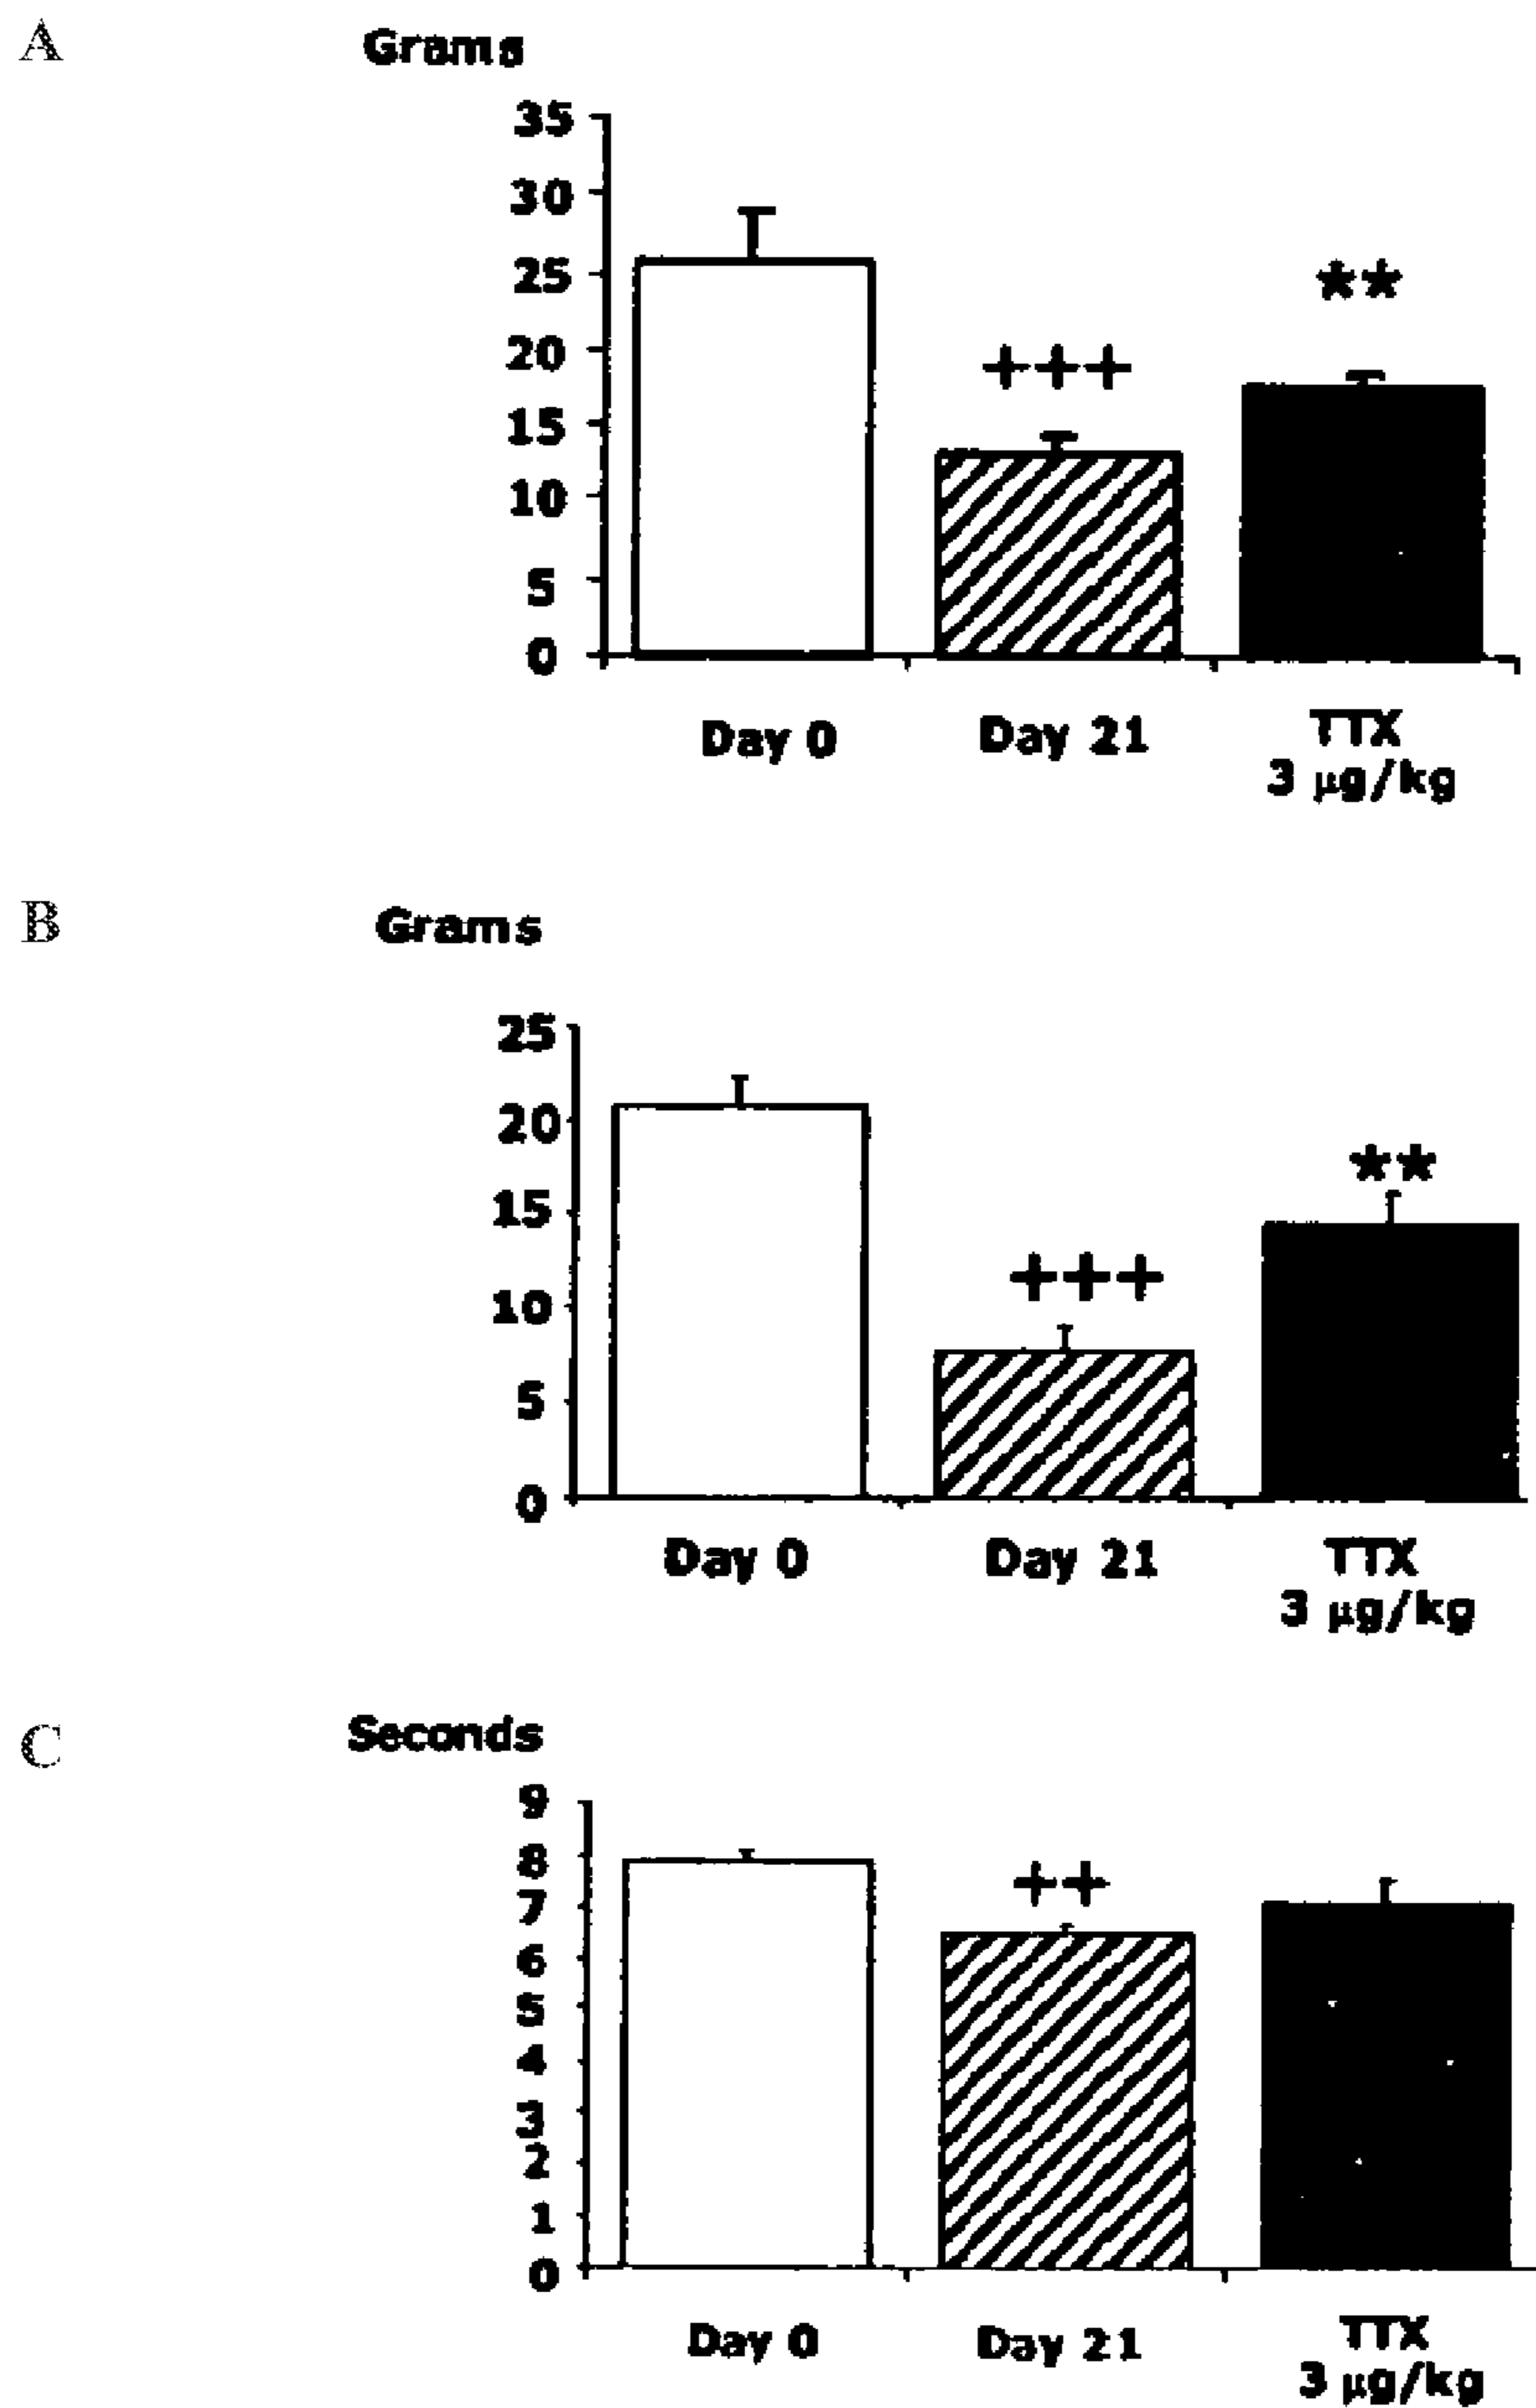 A
Grams
35
30
25
20
15
10
5
0
+++
**
Day 0 Day 21 TTX
3 μg/kg
B
Grams
25
20
15
10
5
0
+++
**
Day 0 Day 21 TTX
3 μg/kg
C
Seconds
9
8
7
6
5
4
3
2
1
0
++
Day 0 Day 21 TTX
3 μg/kg